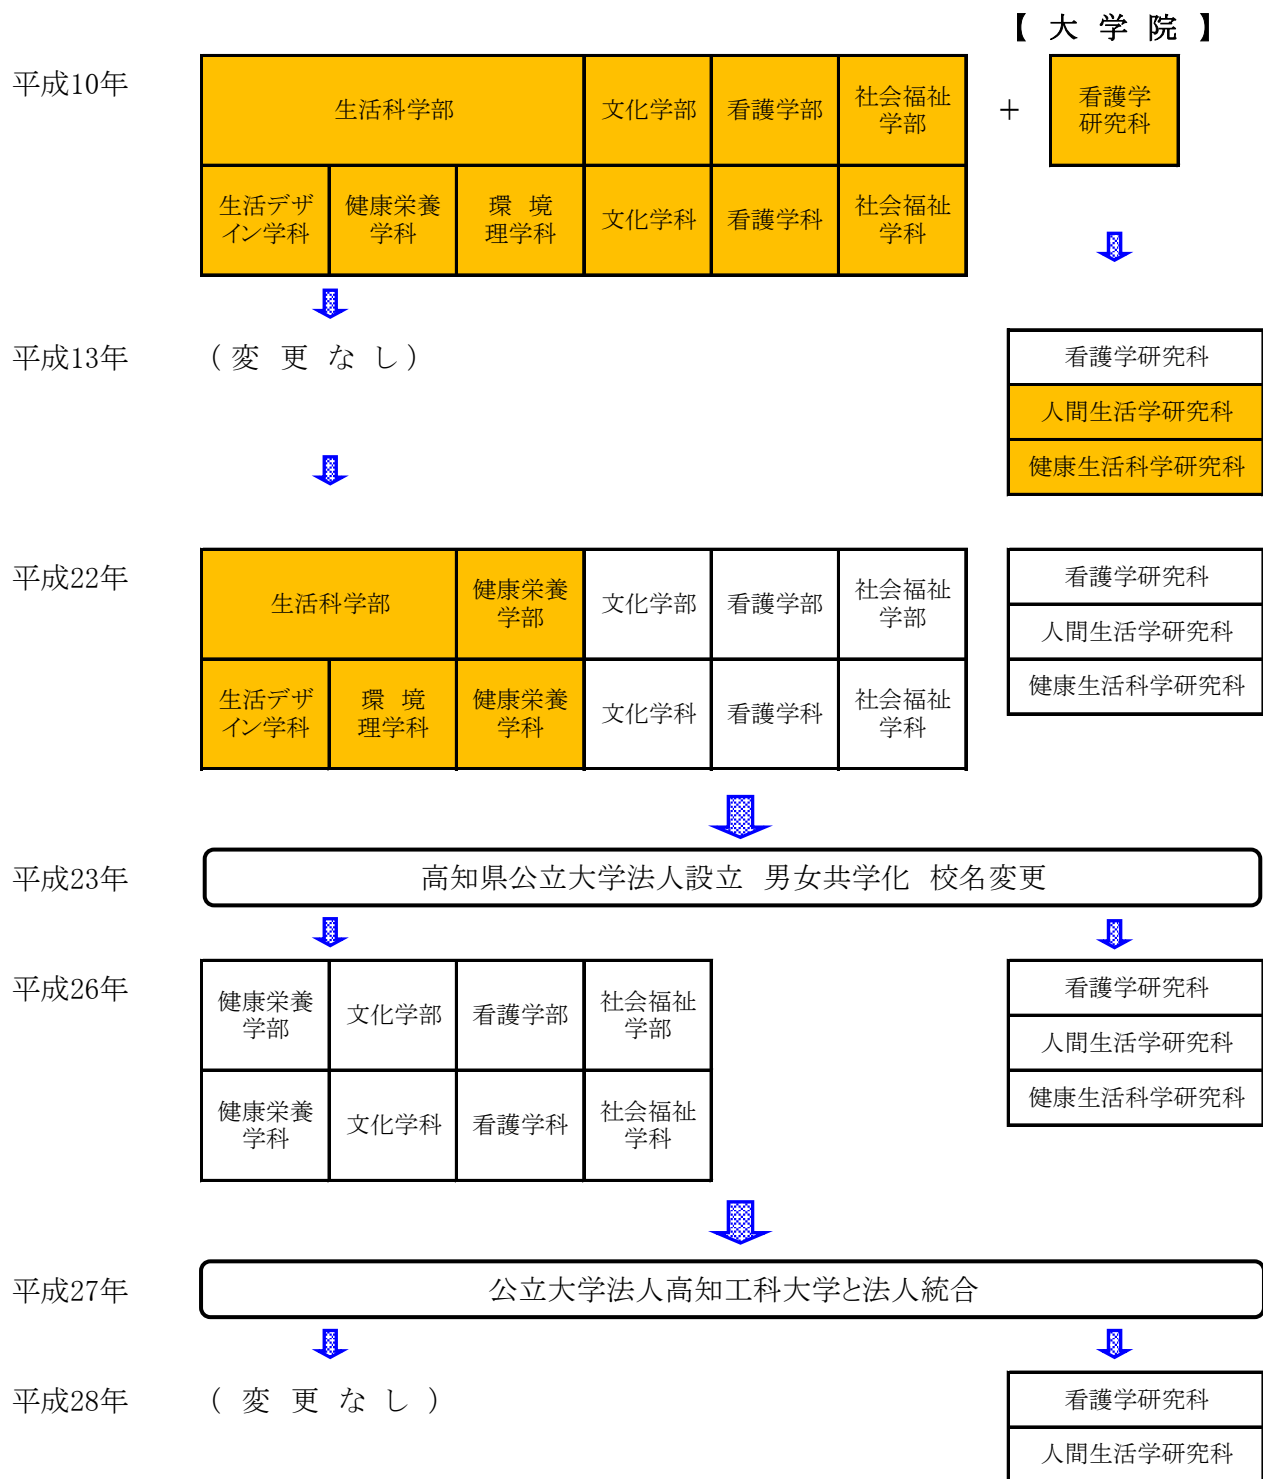 【 大 学 院 】
平成10年
生活科学部
文化学部
看護学部
社会福祉
学部
+
看護学
研究科
生活デザ
イン学科
健康栄養
学科
環 境
理学科
文化学科
看護学科
社会福祉
学科
平成13年
( 変 更 な し )
看護学研究科
人間生活学研究科
健康生活科学研究科
平成22年
生活科学部
健康栄養
学部
文化学部
看護学部
社会福祉
学部
生活デザ
イン学科
環 境
理学科
健康栄養
学科
文化学科
看護学科
社会福祉
学科
看護学研究科
人間生活学研究科
健康生活科学研究科
平成23年
高知県公立大学法人設立 男女共学化 校名変更
平成26年
健康栄養
学部
文化学部
看護学部
社会福祉
学部
健康栄養
学科
文化学科
看護学科
社会福祉
学科
看護学研究科
人間生活学研究科
健康生活科学研究科
平成27年
公立大学法人高知工科大学と法人統合
平成28年
( 変 更 な し )
看護学研究科
人間生活学研究科